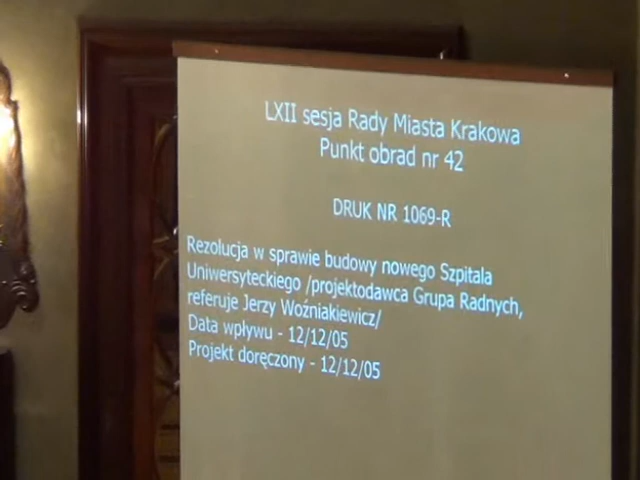 LXII sesja Rady Miasta Krakowa
Punkt obrad nr 42
DRUK NR 1069-R
Rezolucja w sprawie budowy nowego Szpitala
Uniwersyteckiego /projektodawca Grupa Radnych,
referuje Jerzy Woźniakiewicz/
Data wpływu - 12/12/05
Projekt doręczony - 12/12/05